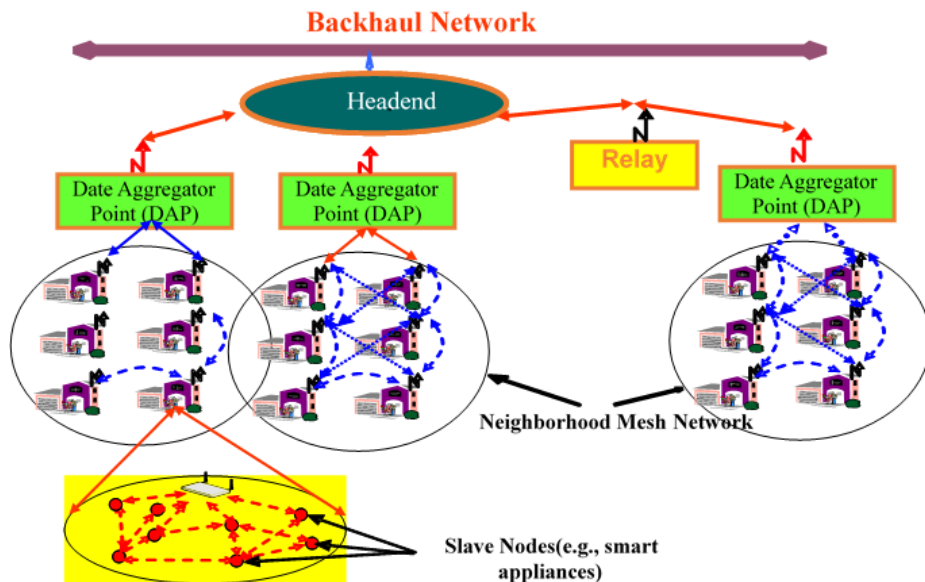 Backhaul Network
Headend
Relay
Date Aggregator
Point (DAP)
Date Aggregator
Point (DAP)
Date Aggregator
Point (DAP)
Neighborhood Mesh Network
Slave Nodes(e.g., smart
appliances)